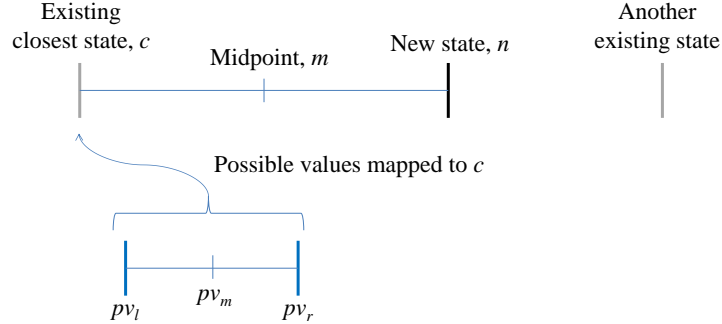 Existing
closest state, c
Midpoint, m
New state, n
Another
existing state
Possible values mapped to c
pv_l
pv_m
pv_r